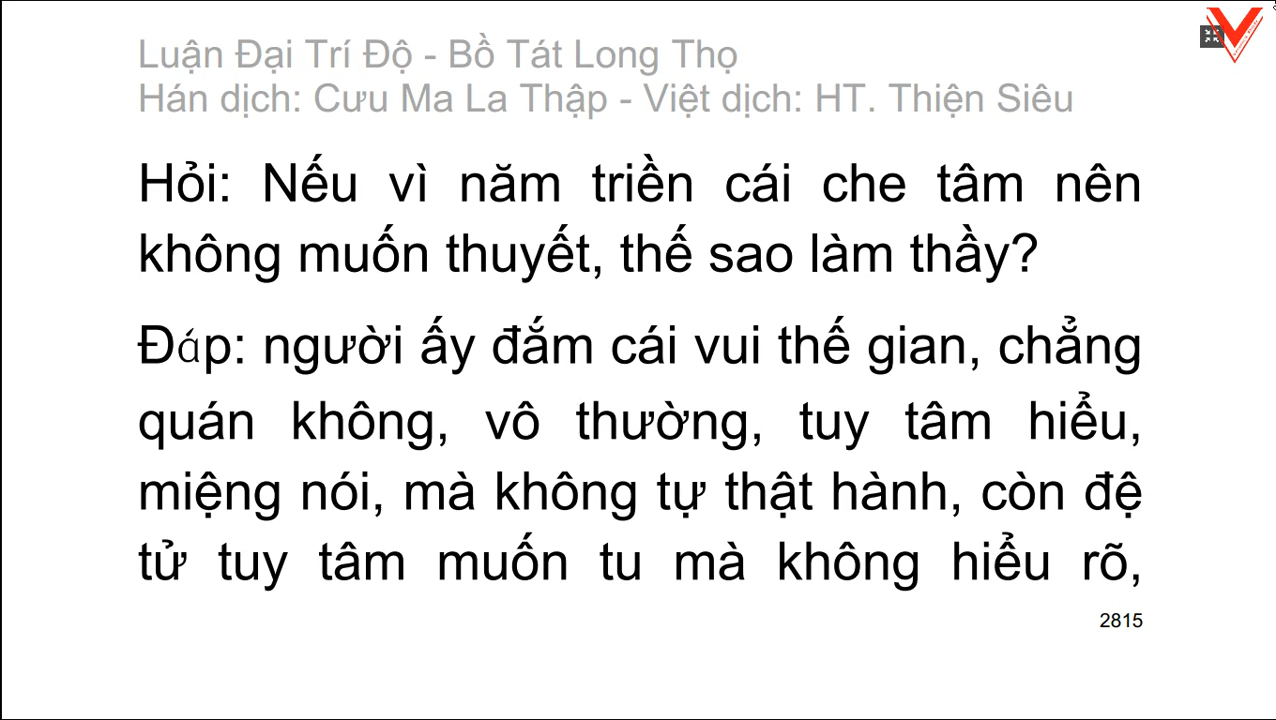 Luận Đại Trí Độ - Bồ Tát Long Thọ
Hán dịch: Cưu Ma La Thập - Việt dịch: HT. Thiện Siêu
Hỏi: Nếu vì năm triền cái che tâm nên
không muốn thuyết, thế sao làm thầy?
Đáp: người ấy đắm cái vui thế gian, chẳng
quán không, vô thường, tuy tâm hiểu,
miệng nói, mà không tự thật hành, còn đệ
tử tuy tâm muốn tu mà không hiểu rõ,
2815